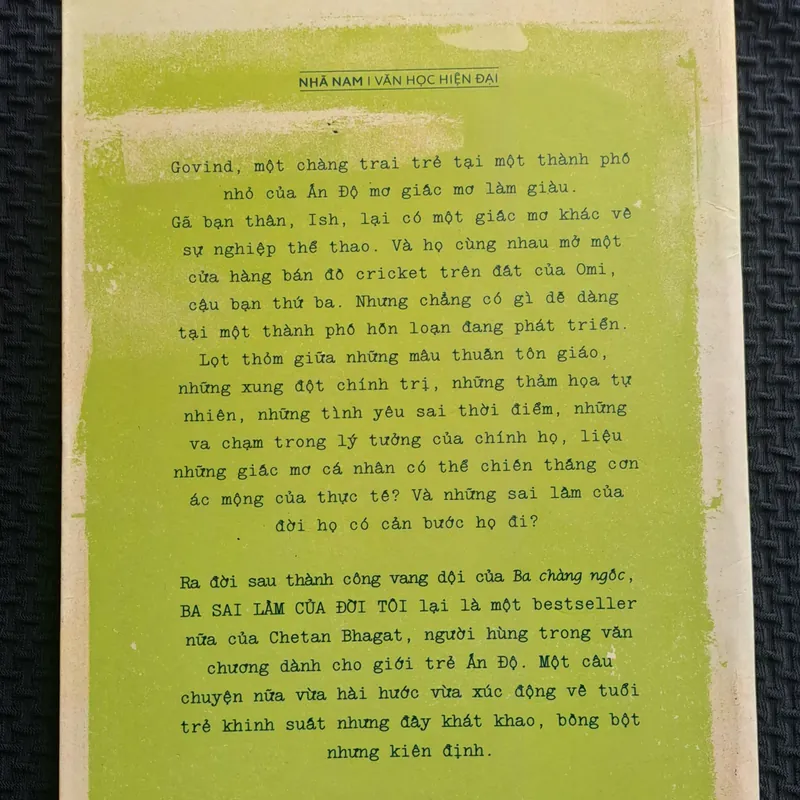 NHÃ NAM | VĂN HỌC HIỆN ĐẠI
Govind, một chàng trai trẻ tại một thành phố
nhỏ của Ấn Độ mơ giấc mơ làm giàu.
Gã bạn thân, Ish, lại có một giấc mơ khác về
sự nghiệp thể thao. Và họ cùng nhau mở một
cửa hàng bán đồ cricket trên đất của Omi,
cậu bạn thứ ba. Nhưng chẳng có gì dễ dàng
tại một thành phố hỗn loạn đang phát triển.
Lọt thỏm giữa những mâu thuẫn tôn giáo,
những xung đột chính trị, những thảm họa tự
nhiên, những tình yêu sai thời điểm, những
va chạm trong lý tưởng của chính họ, liệu
những giấc mơ cá nhân có thể chiến thắng cơn
ác mộng của thực tế? Và những sai lầm của
đời họ có cản bước họ đi?
Ra đời sau thành công vang dội của Ba chàng ngốc,
BA SAI LẦM CỦA ĐỜI TÔI lại là một bestseller
nữa của Chetan Bhagat, người hùng trong văn
chương dành cho giới trẻ Ấn Độ. Một câu
chuyện nữa vừa hài hước vừa xúc động về tuổi
trẻ khinh suất nhưng đầy khát khao, bồng bột
nhưng kiên định.